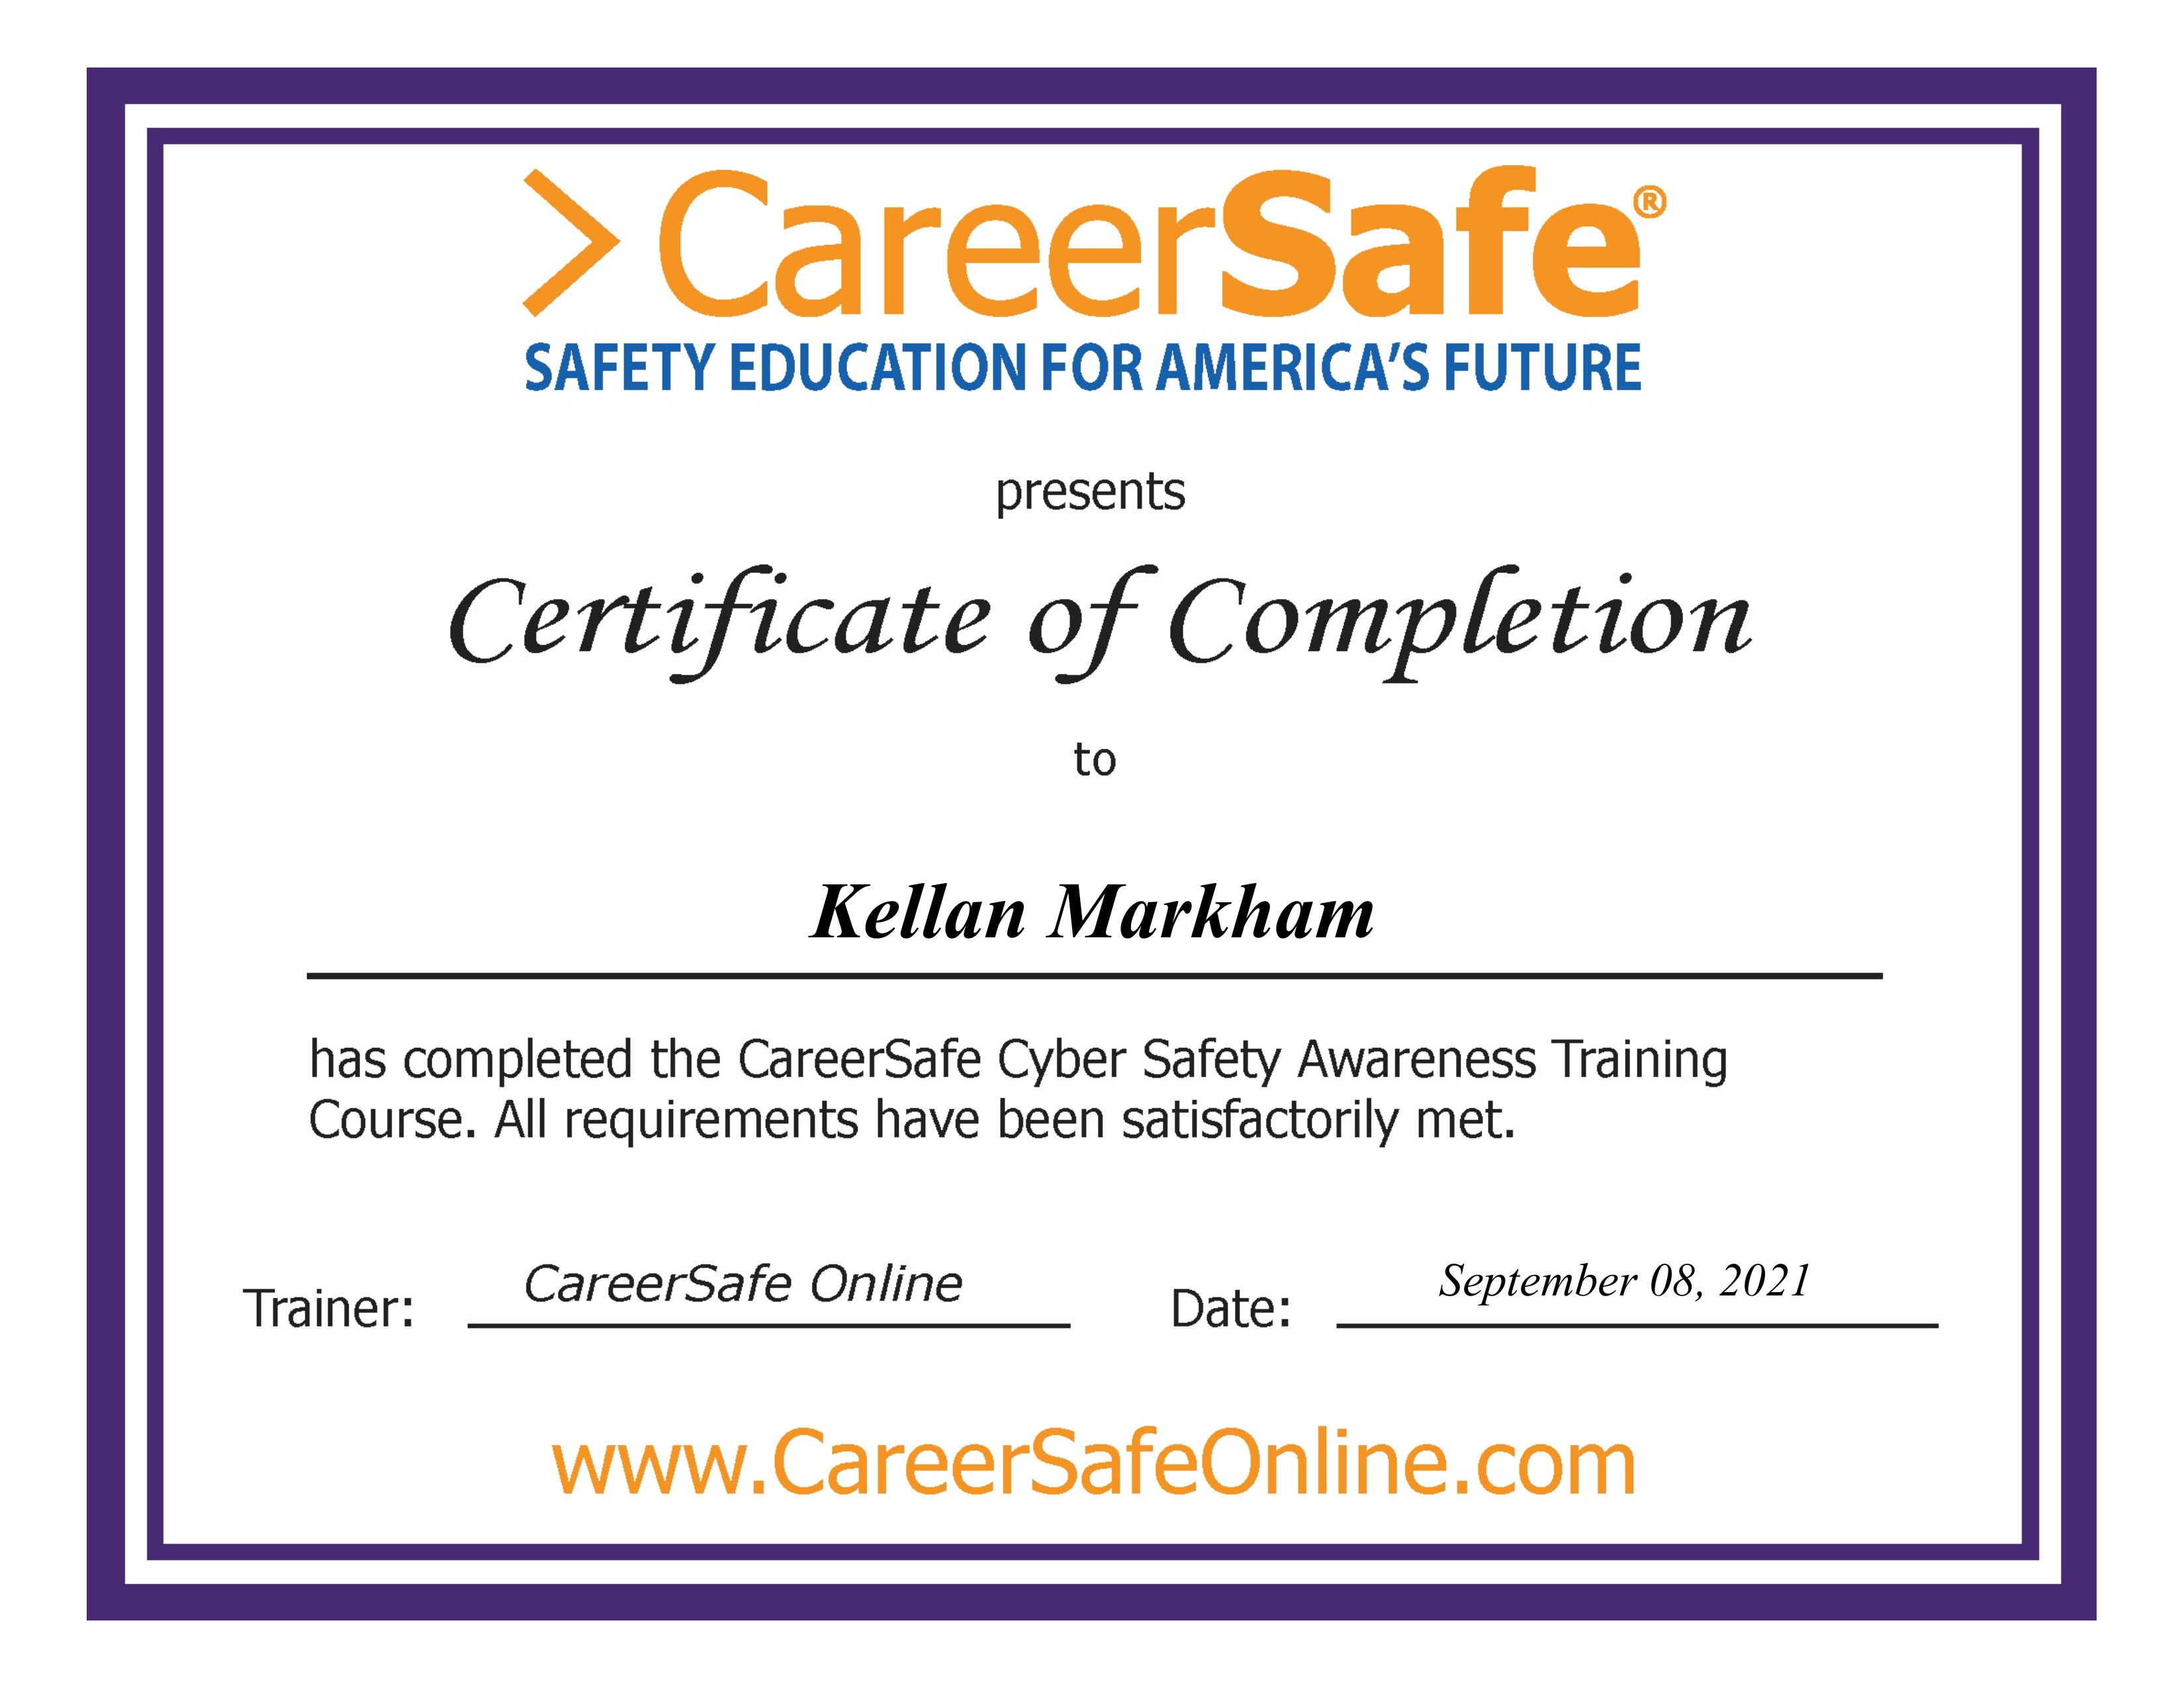 >CareerSafe®
SAFETY EDUCATION FOR AMERICA'S FUTURE
presents
Certificate of Completion
to
Kellan Markham
has completed the CareerSafe Cyber Safety Awareness Training
Course. All requirements have been satisfactorily met.
Trainer: CareerSafe Online Date: September 08, 2021
www.CareerSafeOnline.com